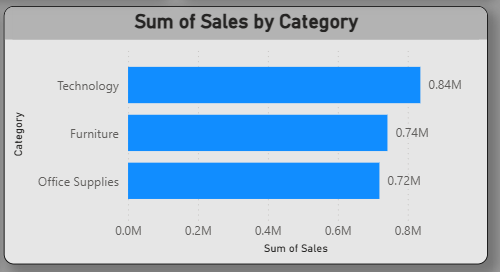 Sum of Sales by Category
Category
Technology
0.84M
Furniture
0.74M
Office Supplies
0.72M
0.0M
0.2M
0.4M
0.6M
0.8M
Sum of Sales